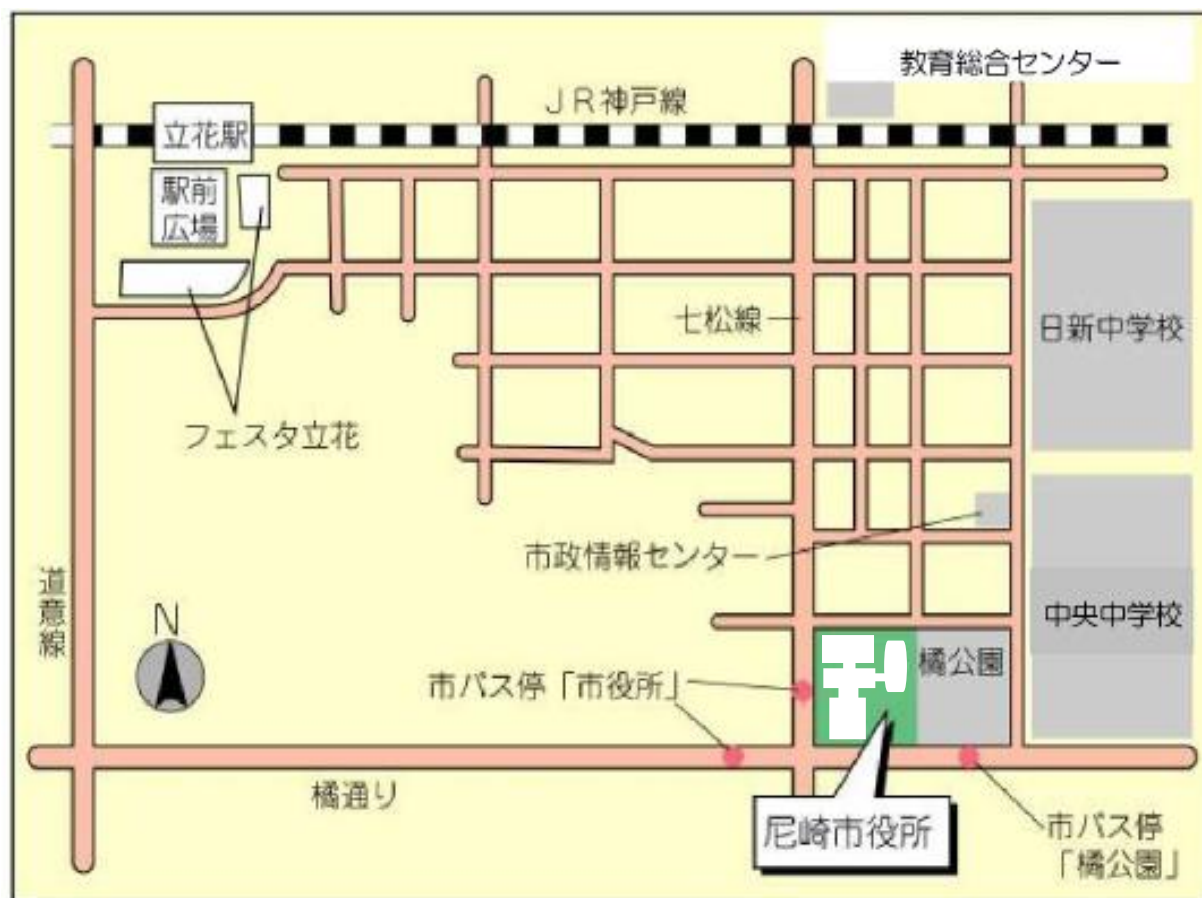 教育総合センター
JR神戸線
立花駅
駅前
広場
七松線
日新中学校
フェスタ立花
市政情報センター
道意線
N
中央中学校
橘公園
市バス停「市役所」
橘通り
尼崎市役所
市バス停
「橘公園」